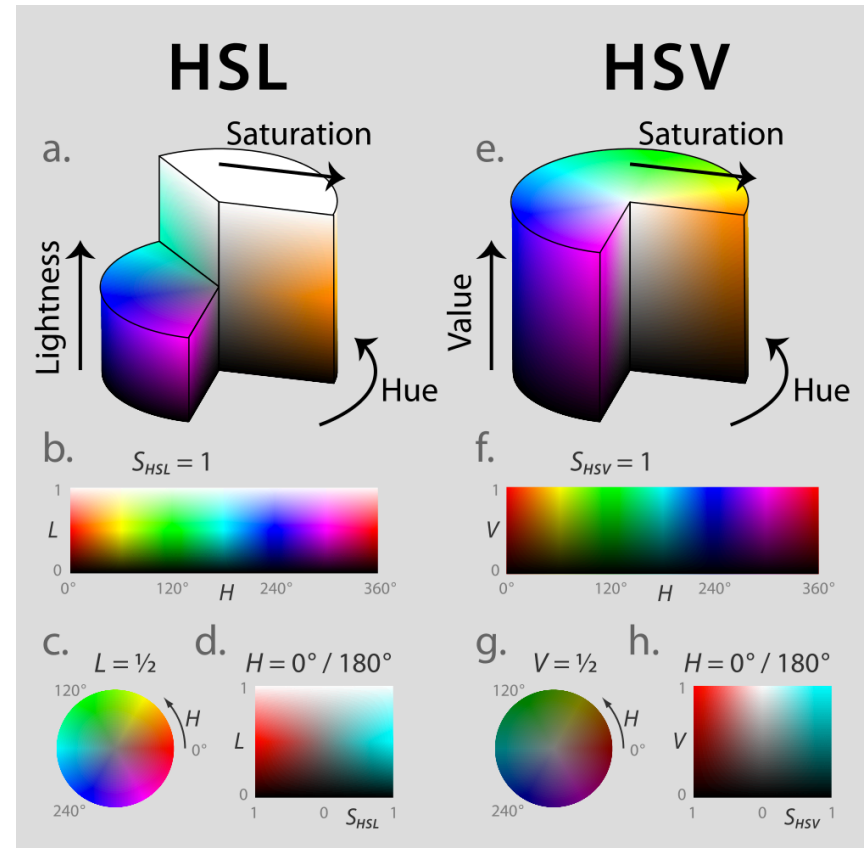 HSL
HSV
a.
Saturation
Lightness
Hue
e.
Saturation
Value
Hue
b.
S_HSL = 1
1
L
0
0°
120°
H
240°
360°
f.
S_HSV = 1
1
V
0
0°
120°
H
240°
360°
c.
L = ½
120°
H
0°
240°
d.
H = 0° / 180°
1
L
0
1
0
S_HSL
1
g.
V = ½
120°
H
0°
240°
h.
H = 0° / 180°
1
V
0
1
0
S_HSV
1